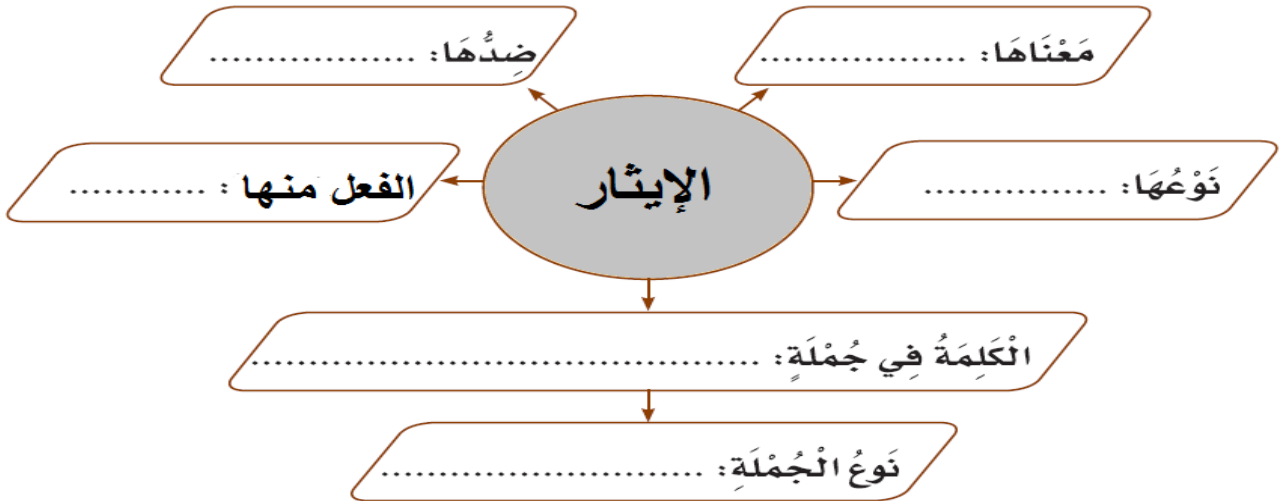 مَعْنَاهَا: ..................
ضِدُّهَا: ..................
نَوْعُهَا: ................
الإيثار
الفعل منها : ............
الْكَلِمَةُ فِي جُمْلَةٍ: .............................................
نَوعُ الْجُمْلَةِ: ............................